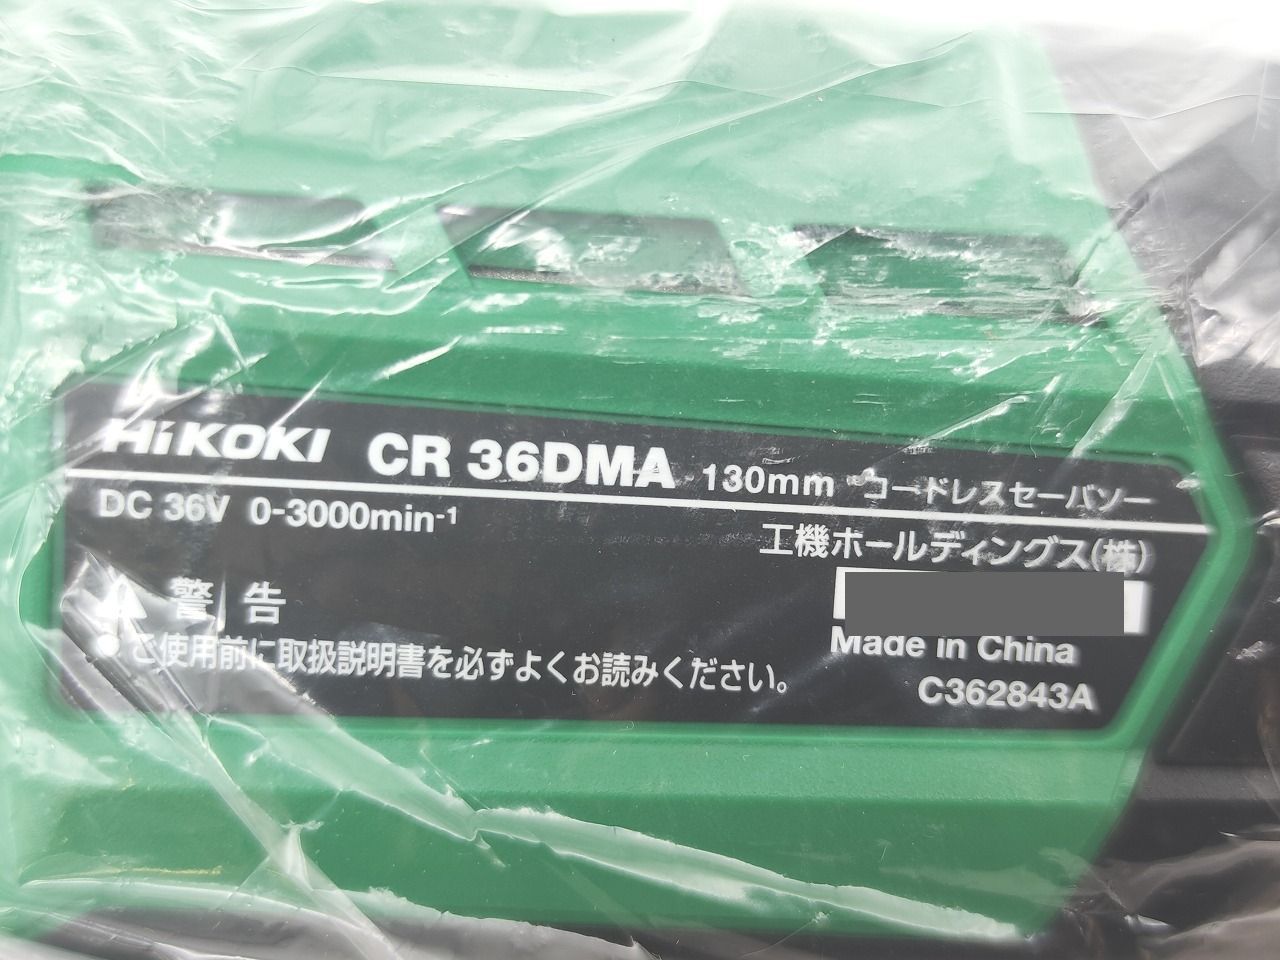 HiKOKI CR 36DMA 130mm コードレスセーバソー
DC 36V 0-3000min-1
工機ホールディングス(株)
警告
ご使用前に取扱説明書を必ずよくお読みください。
Made in China
C362843A